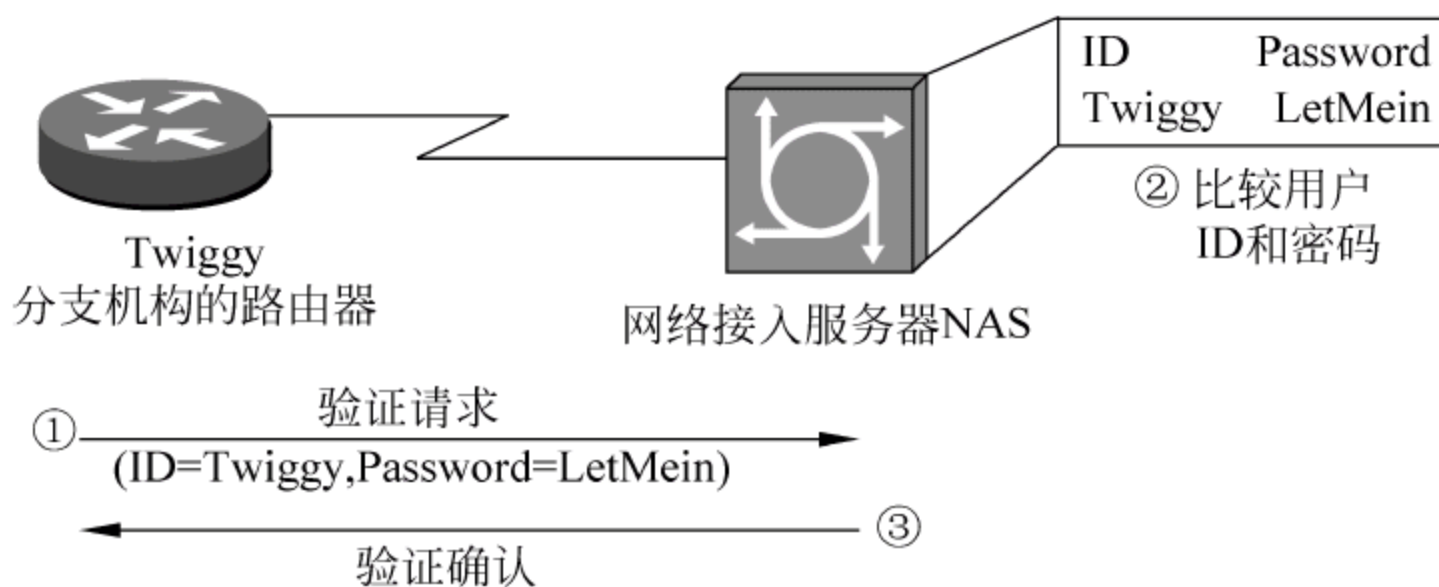 ID Password
Twiggy LetMein
② 比较用户
ID和密码
Twiggy
分支机构的路由器
网络接入服务器NAS
① 验证请求
(ID=Twiggy,Password=LetMein)
③
验证确认